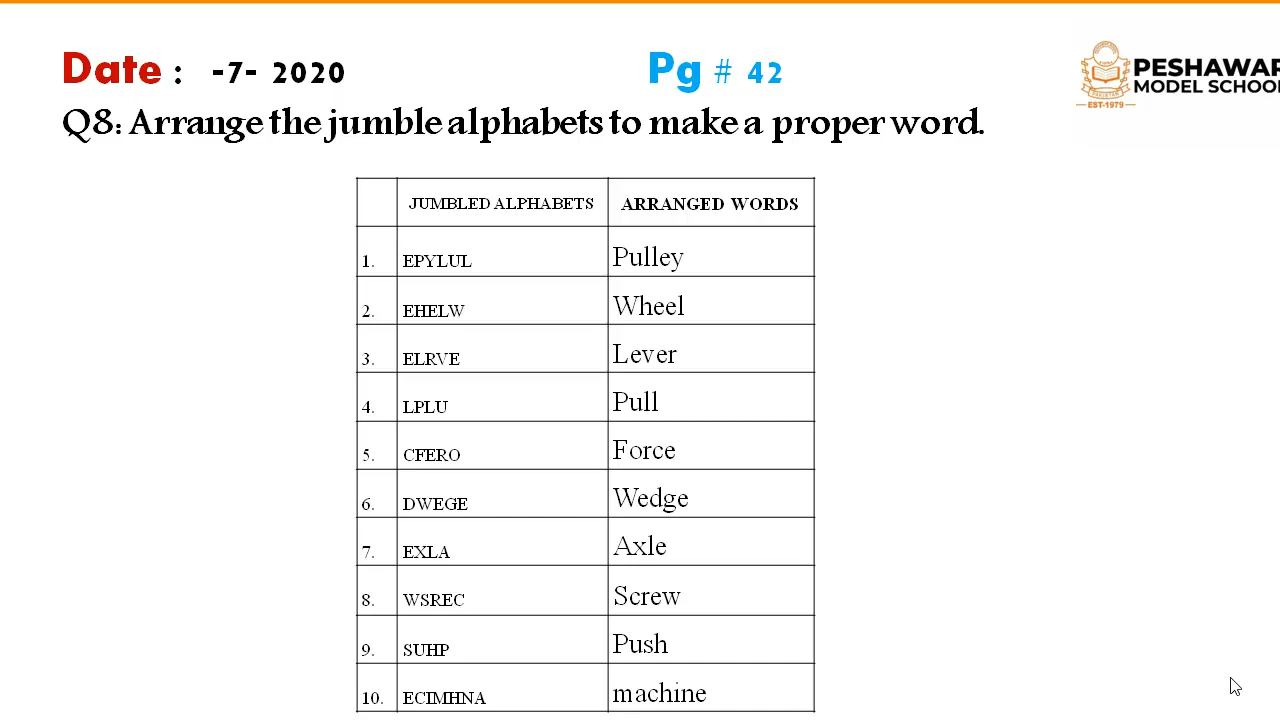 Date : -7- 2020 Pg # 42
PESHAWAR
MODEL SCHOOL
PAKISTAN
EST-1979
Q8: Arrange the jumble alphabets to make a proper word.
JUMBLED ALPHABETS ARRANGED WORDS
1. EPYLUL Pulley
2. EHELW Wheel
3. ELRVE Lever
4. LPLU Pull
5. CFERO Force
6. DWEGE Wedge
7. EXLA Axle
8. WSREC Screw
9. SUHP Push
10. ECIMHNA machine